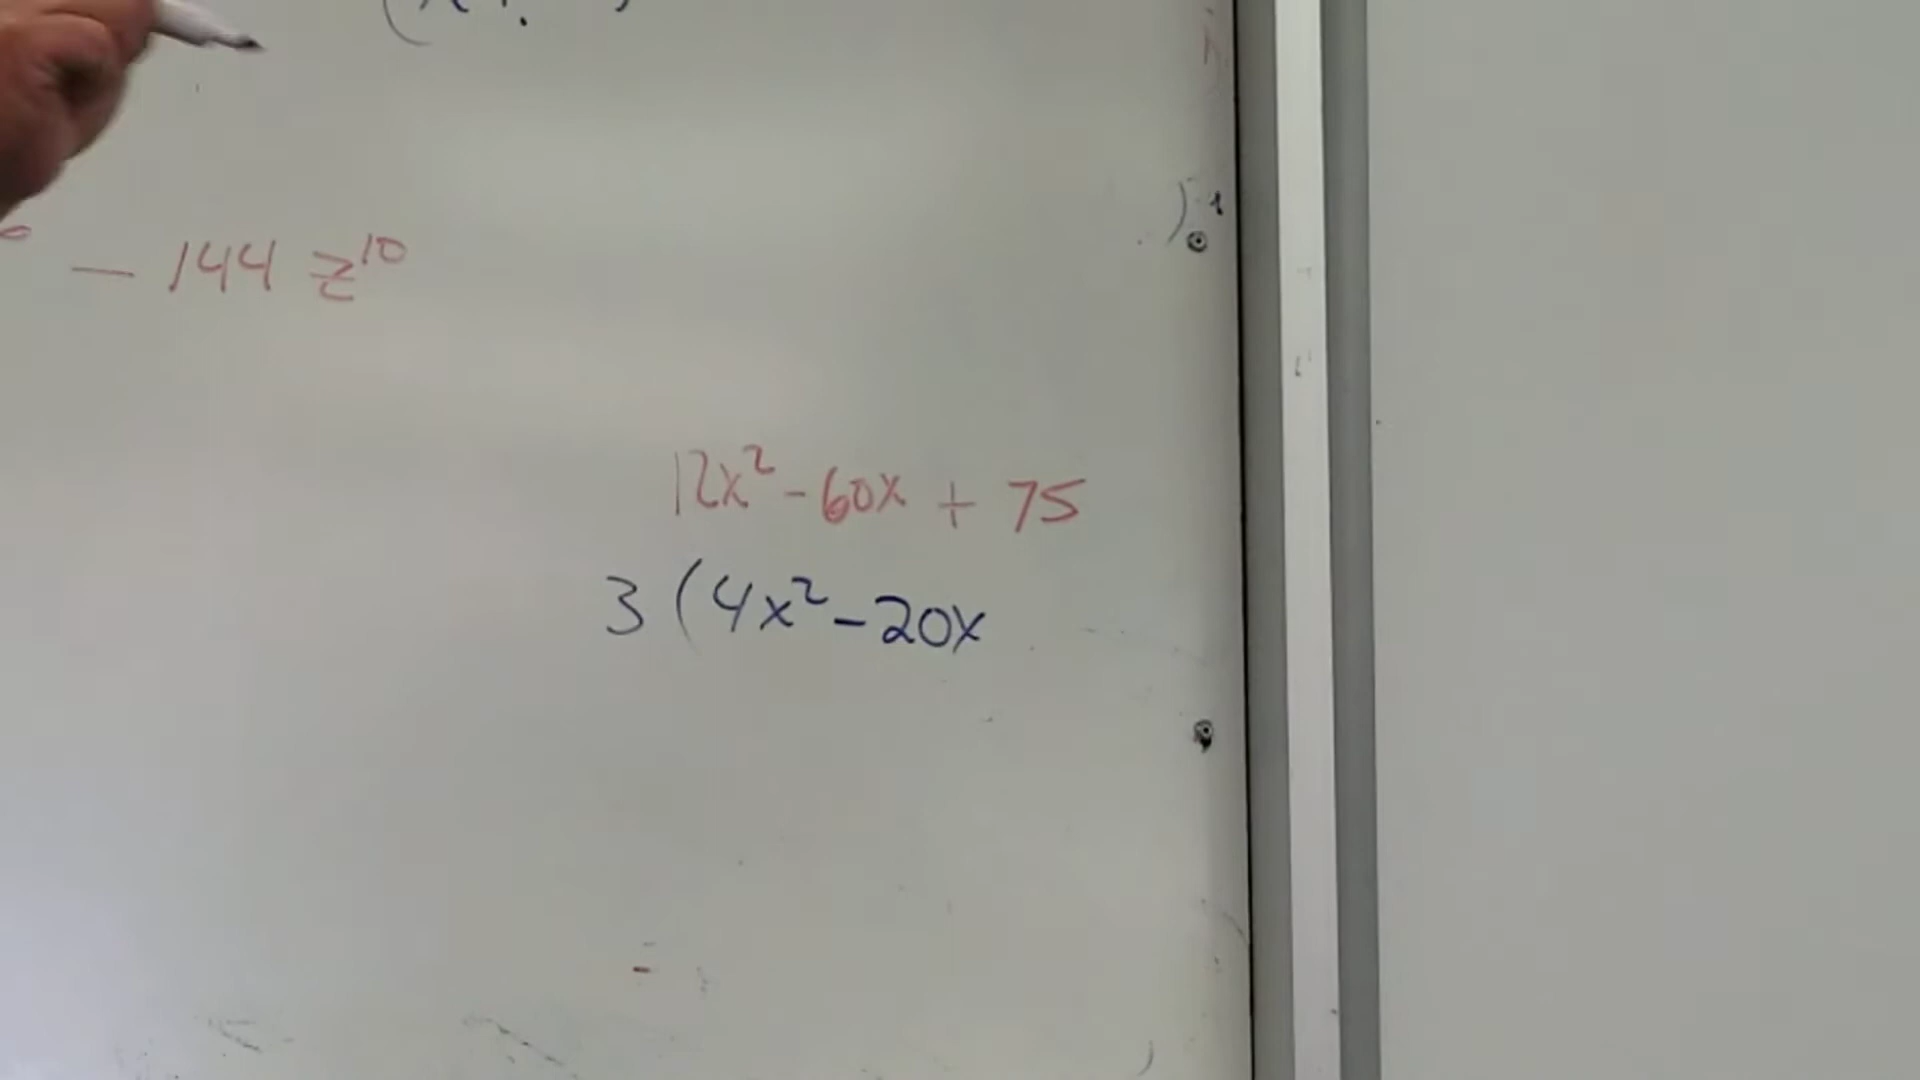 - 144 z¹⁰
12x² - 60x + 75
3 (4x² - 20x